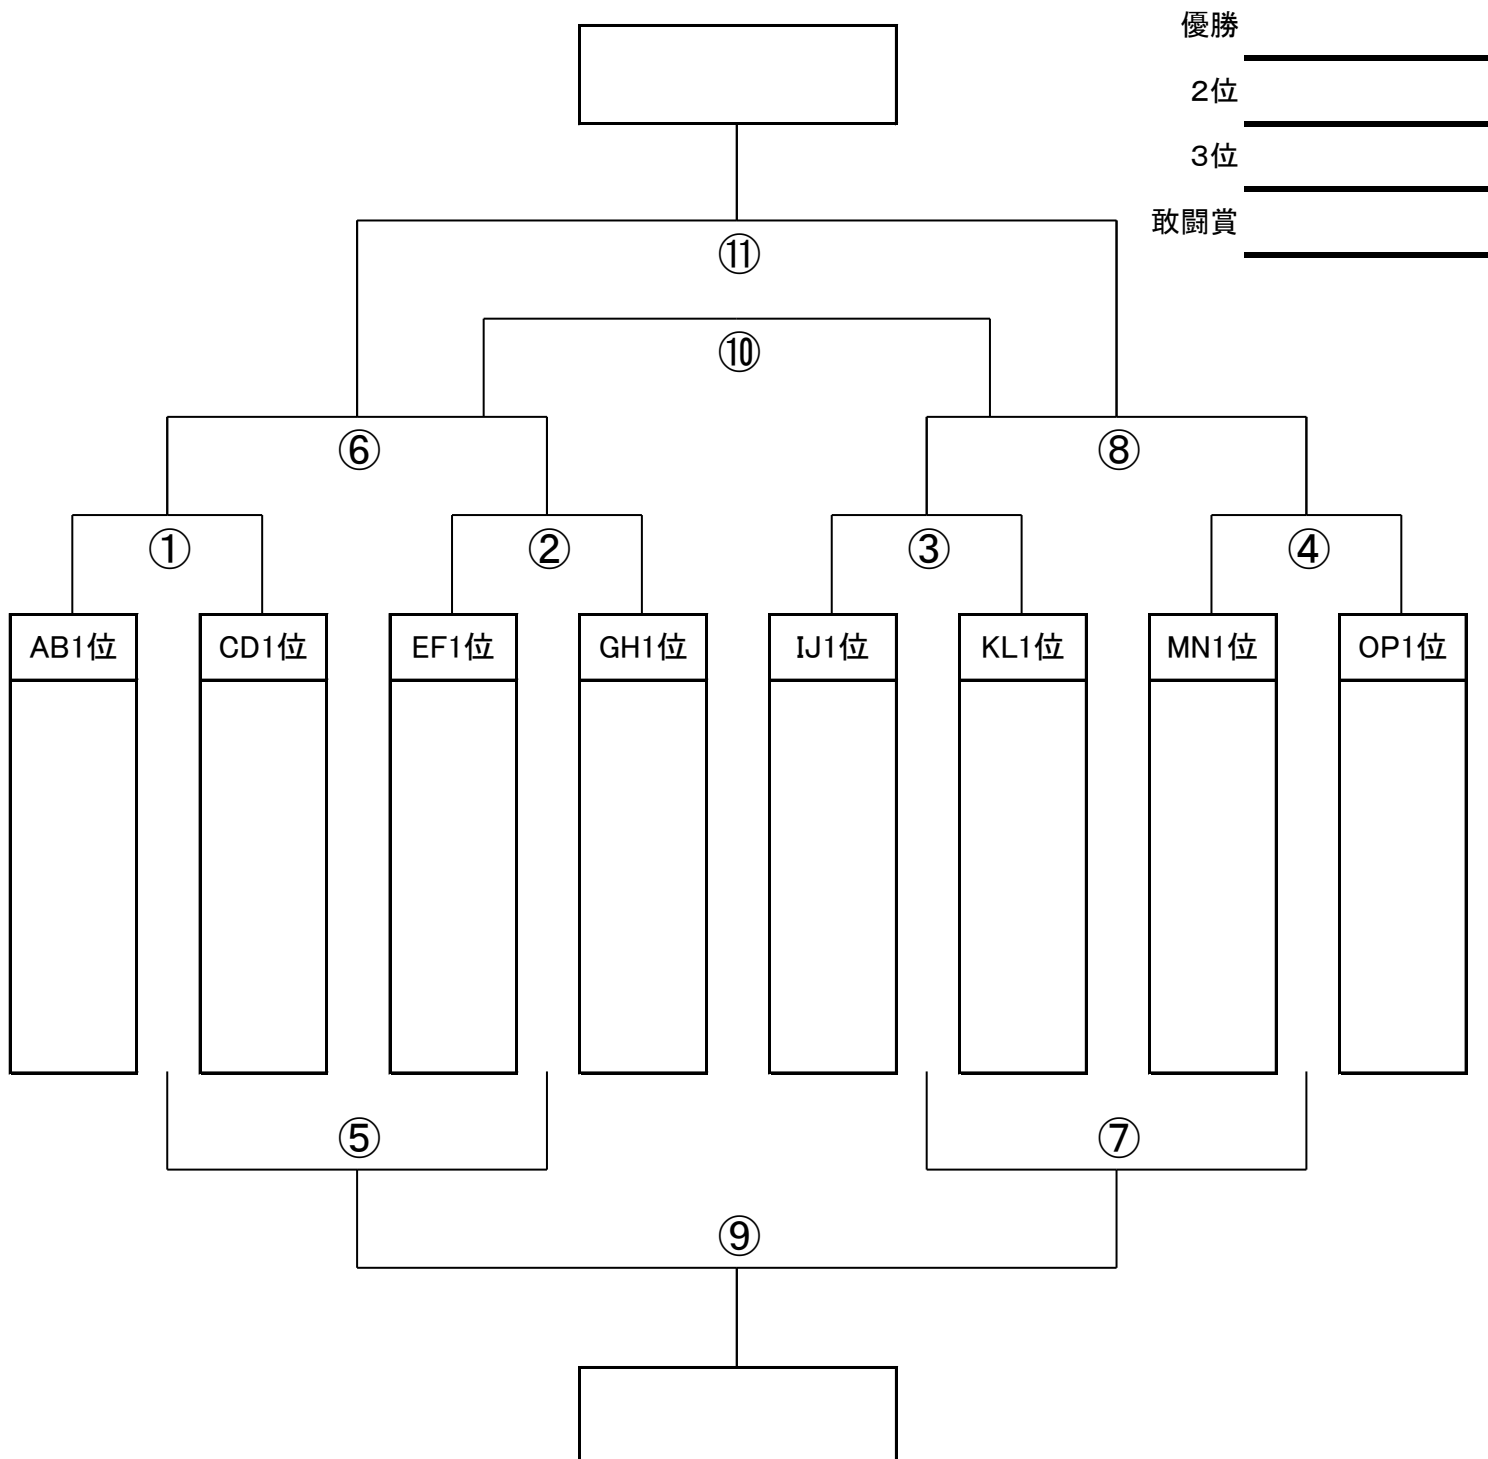 優勝
2位
3位
敢闘賞
⑪
⑩
⑥ ⑧
① ② ③ ④
AB1位 CD1位 EF1位 GH1位 IJ1位 KL1位 MN1位 OP1位
⑤ ⑦
⑨